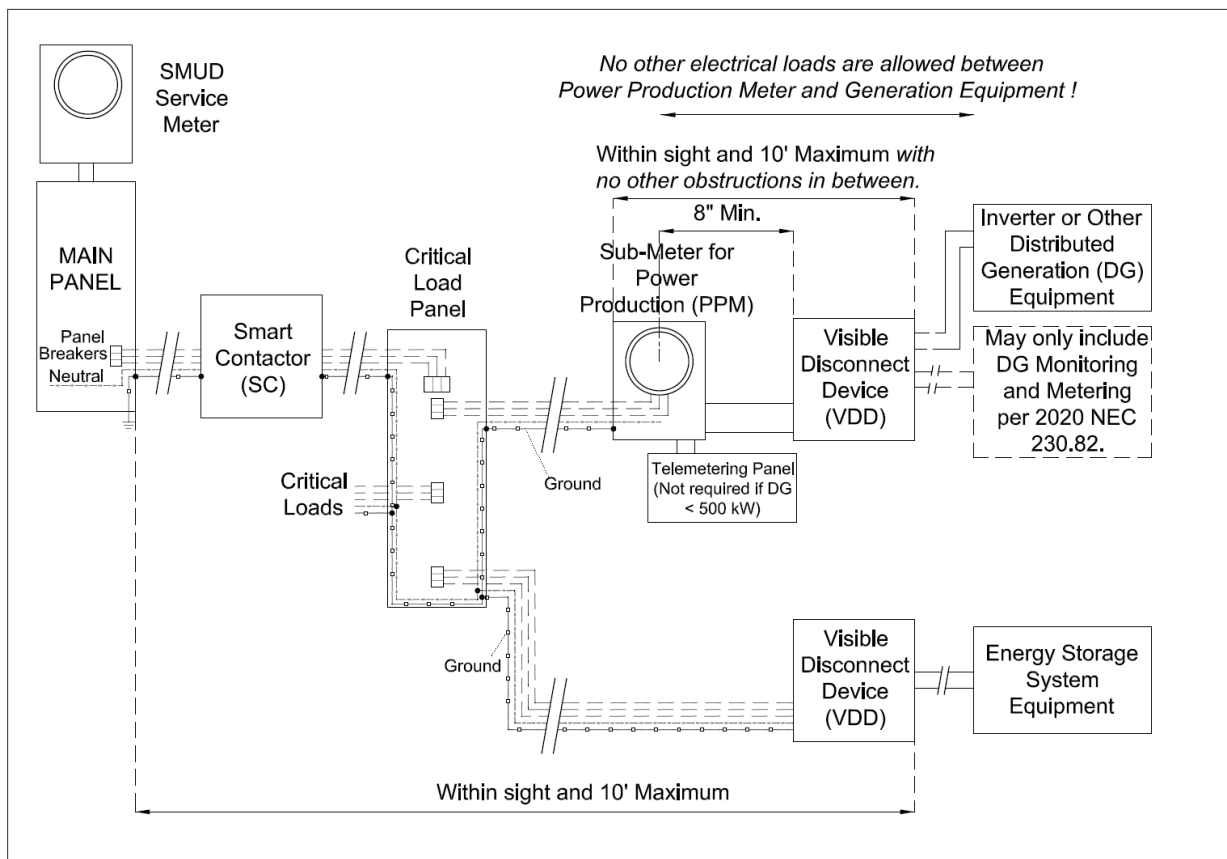 SMUD
Service
Meter
No other electrical loads are allowed between
Power Production Meter and Generation Equipment !
Within sight and 10' Maximum with
no other obstructions in between.
8" Min.
MAIN
PANEL
Panel
Breakers
Neutral
Smart
Contactor
(SC)
Critical
Load
Panel
Sub-Meter for
Power
Production (PPM)
Visible
Disconnect
Device
(VDD)
Inverter or Other
Distributed
Generation (DG)
Equipment
May only include
DG Monitoring
and Metering
per 2020 NEC
230.82.
Ground
Telemetering Panel
(Not required if DG
< 500 kW)
Critical
Loads
Ground
Visible
Disconnect
Device
(VDD)
Energy Storage
System
Equipment
Within sight and 10' Maximum